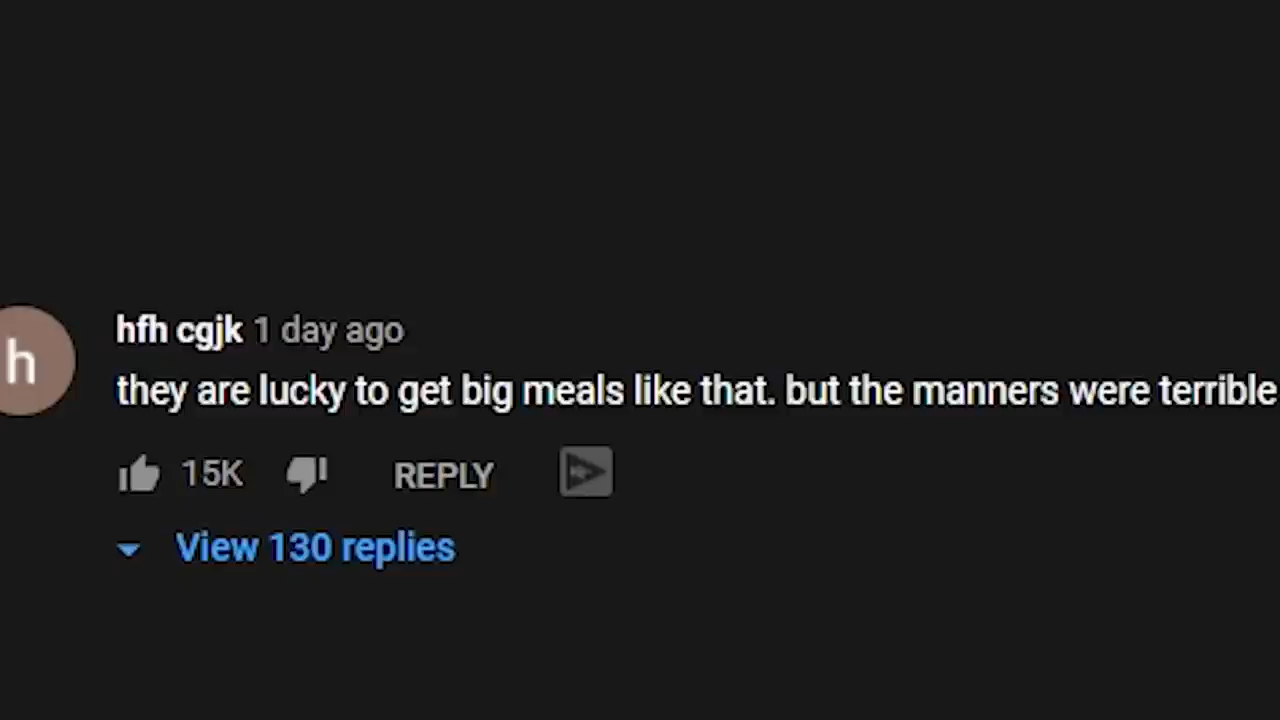 h
hfh cgjk 1 day ago
they are lucky to get big meals like that. but the manners were terrible
15K REPLY
View 130 replies